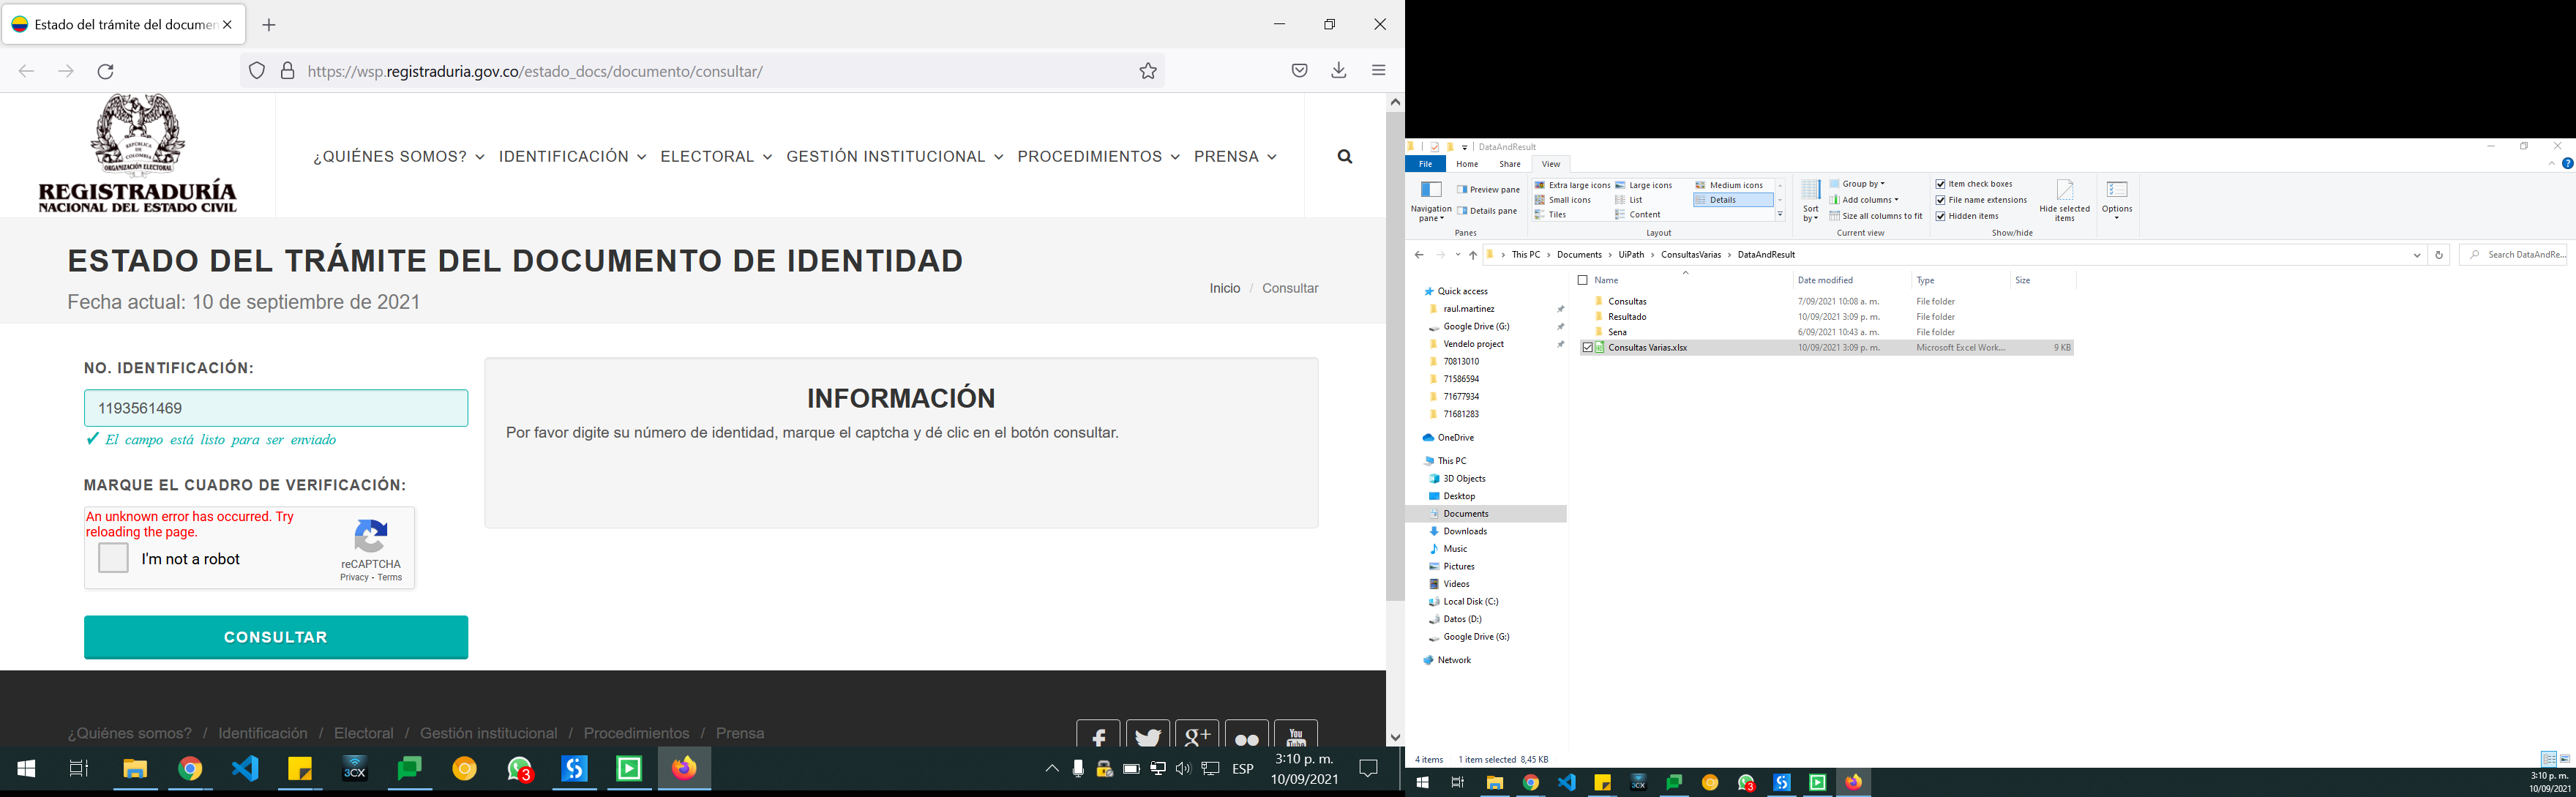 Estado del trámite del documen
https://wsp.registraduria.gov.co/estado_docs/documento/consultar/
REPUBLICA DE COLOMBIA
ORGANIZACIÓN ELECTORAL
REGISTRADURÍA
NACIONAL DEL ESTADO CIVIL
¿QUIÉNES SOMOS? IDENTIFICACIÓN ELECTORAL GESTIÓN INSTITUCIONAL PROCEDIMIENTOS PRENSA
ESTADO DEL TRÁMITE DEL DOCUMENTO DE IDENTIDAD
Fecha actual: 10 de septiembre de 2021
Inicio / Consultar
NO. IDENTIFICACIÓN:
1193561469
✓ El campo está listo para ser enviado
MARQUE EL CUADRO DE VERIFICACIÓN:
An unknown error has occurred. Try
reloading the page.
I'm not a robot
reCAPTCHA
Privacy - Terms
CONSULTAR
INFORMACIÓN
Por favor digite su número de identidad, marque el captcha y dé clic en el botón consultar.
¿Quiénes somos? / Identificación / Electoral / Gestión institucional / Procedimientos / Prensa
f g+ You Tube
3CX 3 ESP 3:10 p. m.
10/09/2021
DataAndResult
File Home Share View
Navigation pane
Preview pane
Details pane
Panes
Extra large icons Large icons Medium icons
Small icons List Details
Tiles Content
Layout
Sort by
Group by
Add columns
Size all columns to fit
Current view
Item check boxes
File name extensions
Hidden items
Hide selected items
Show/hide
Options
This PC > Documents > UiPath > ConsultasVarias > DataAndResult
Search DataAndRe...
Name Date modified Type Size
Consultas 7/09/2021 10:08 a. m. File folder
Resultado 10/09/2021 3:09 p. m. File folder
Sena 6/09/2021 10:43 a. m. File folder
Consultas Varias.xlsx 10/09/2021 3:09 p. m. Microsoft Excel Work... 9 KB
Quick access
raul.martinez
Google Drive (G:)
Vendelo project
70813010
71586594
71677934
71681283
OneDrive
This PC
3D Objects
Desktop
Documents
Downloads
Music
Pictures
Videos
Local Disk (C:)
Datos (D:)
Google Drive (G:)
Network
4 items 1 item selected 8,45 KB
3CX 3 3:10 p. m.
10/09/2021